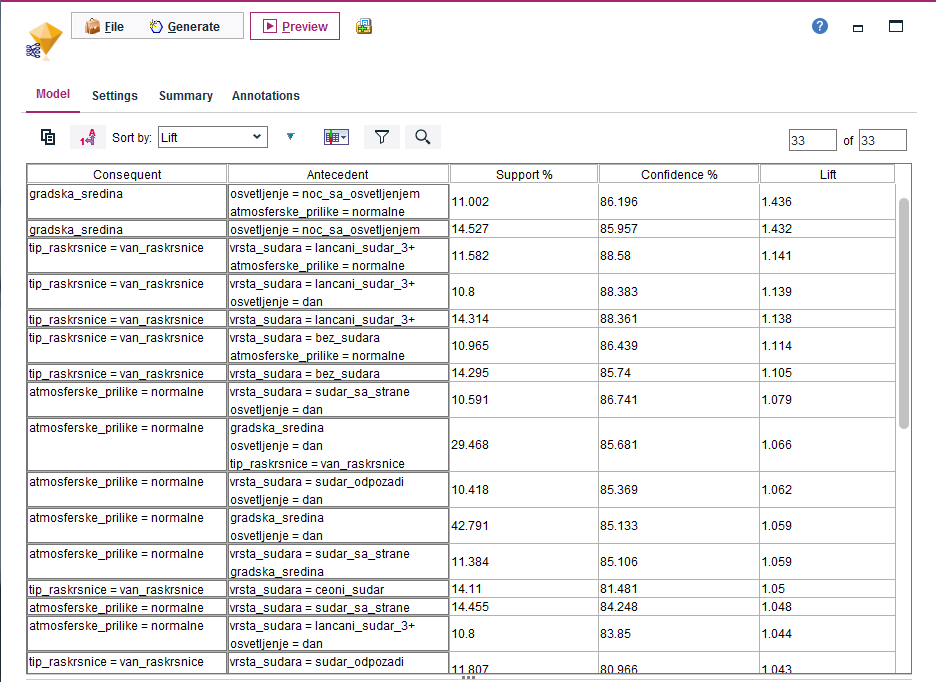 File Generate Preview ?
Model Settings Summary Annotations
Sort by: Lift 33 of 33
Consequent Antecedent Support % Confidence % Lift
gradska_sredina osvetljenje = noc_sa_osvetljenjem 11.002 86.196 1.436
atmosferske_prilike = normalne
gradska_sredina osvetljenje = noc_sa_osvetljenjem 14.527 85.957 1.432
tip_raskrsnice = van_raskrsnice vrsta_sudara = lancani_sudar_3+ 11.582 88.58 1.141
atmosferske_prilike = normalne
tip_raskrsnice = van_raskrsnice vrsta_sudara = lancani_sudar_3+ 10.8 88.383 1.139
osvetljenje = dan
tip_raskrsnice = van_raskrsnice vrsta_sudara = lancani_sudar_3+ 14.314 88.361 1.138
tip_raskrsnice = van_raskrsnice vrsta_sudara = bez_sudara 10.965 86.439 1.114
atmosferske_prilike = normalne
tip_raskrsnice = van_raskrsnice vrsta_sudara = bez_sudara 14.295 85.74 1.105
atmosferske_prilike = normalne vrsta_sudara = sudar_sa_strane 10.591 86.741 1.079
osvetljenje = dan
atmosferske_prilike = normalne gradska_sredina
osvetljenje = dan 29.468 85.681 1.066
tip_raskrsnice = van_raskrsnice
atmosferske_prilike = normalne vrsta_sudara = sudar_odpozadi 10.418 85.369 1.062
osvetljenje = dan
atmosferske_prilike = normalne gradska_sredina 42.791 85.133 1.059
osvetljenje = dan
atmosferske_prilike = normalne vrsta_sudara = sudar_sa_strane 11.384 85.106 1.059
gradska_sredina
tip_raskrsnice = van_raskrsnice vrsta_sudara = ceoni_sudar 14.11 81.481 1.05
atmosferske_prilike = normalne vrsta_sudara = sudar_sa_strane 14.455 84.248 1.048
atmosferske_prilike = normalne vrsta_sudara = lancani_sudar_3+ 10.8 83.85 1.044
osvetljenje = dan
tip_raskrsnice = van_raskrsnice vrsta_sudara = sudar_odpozadi 11.807 80.966 1.043